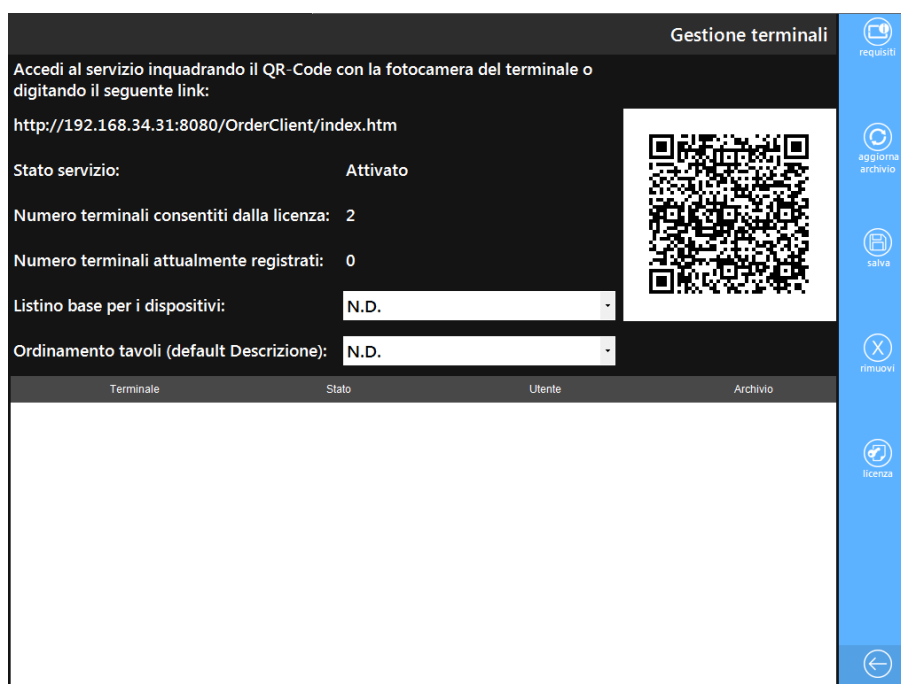 Gestione terminali
Accedi al servizio inquadrando il QR-Code con la fotocamera del terminale o
digitando il seguente link:
http://192.168.34.31:8080/OrderClient/index.htm
Stato servizio: Attivato
Numero terminali consentiti dalla licenza: 2
Numero terminali attualmente registrati: 0
Listino base per i dispositivi: N.D.
Ordinamento tavoli (default Descrizione): N.D.
Terminale Stato Utente Archivio
requisiti
aggiorna
archivio
salva
X
rimuovi
licenza